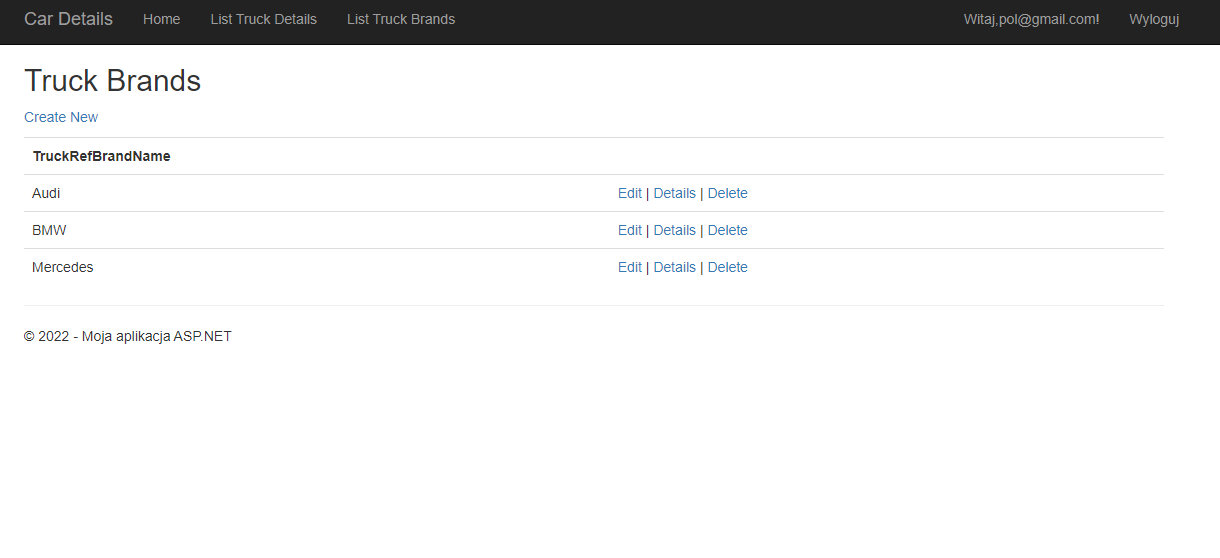 Car Details Home List Truck Details List Truck Brands Witaj,pol@gmail.com! Wyloguj
Truck Brands
Create New
TruckRefBrandName
Audi Edit | Details | Delete
BMW Edit | Details | Delete
Mercedes Edit | Details | Delete
© 2022 - Moja aplikacja ASP.NET